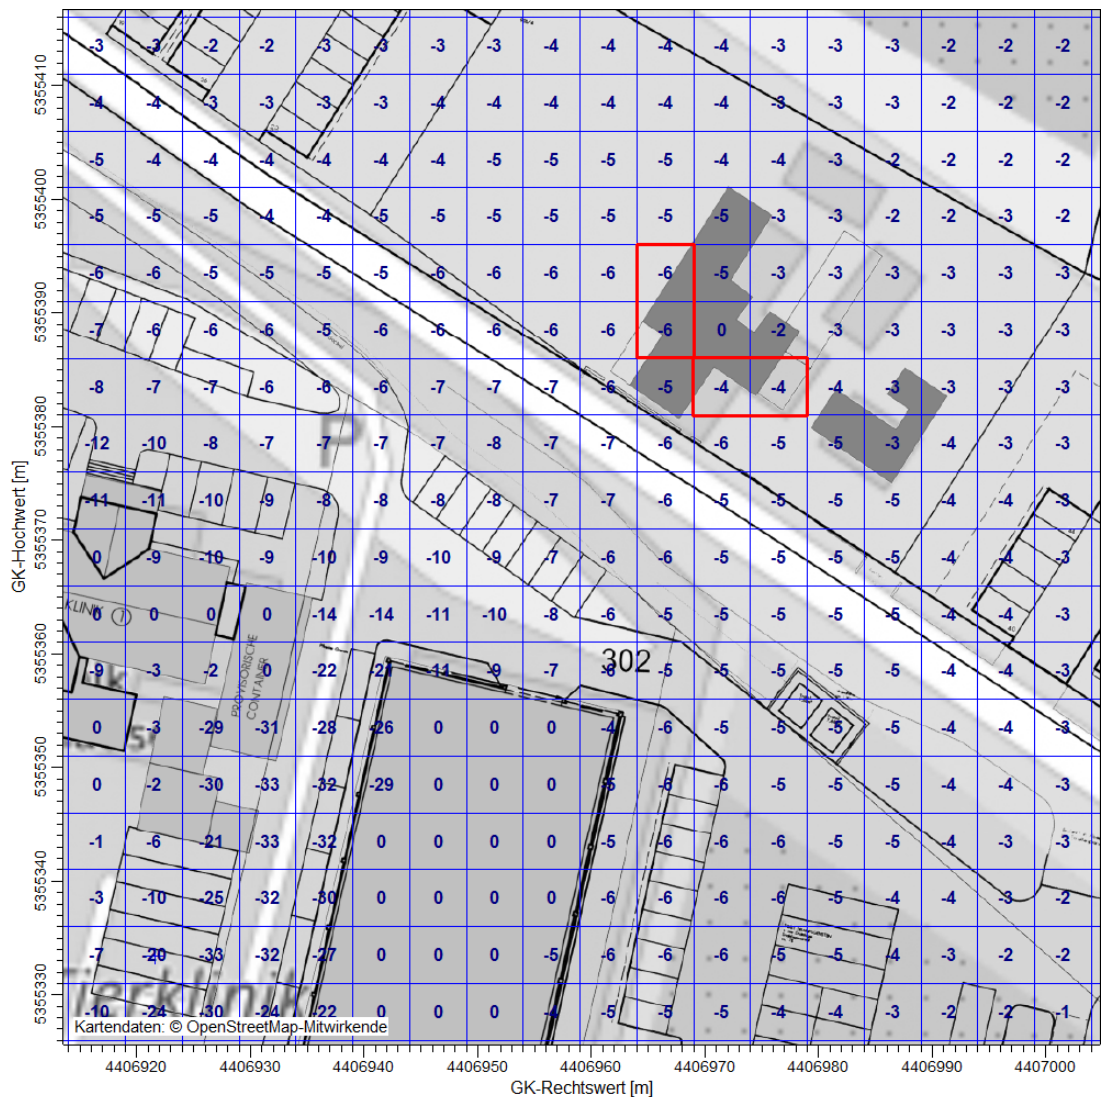 -3 -3 -2 -2 -3 -3 -3 -3 -4 -4 -4 -4 -4 -3 -3 -2 -2 -2
-4 -4 -3 -3 -3 -3 -4 -4 -4 -4 -4 -4 -3 -3 -3 -2 -2 -2
-5 -4 -4 -4 -4 -4 -4 -4 -5 -5 -5 -4 -4 -3 -2 -2 -2 -2
-5 -5 -5 -4 -4 -5 -5 -5 -5 -5 -5 -5 -3 -3 -2 -2 -3 -2
-6 -6 -5 -5 -5 -5 -6 -6 -6 -6 -6 -5 -3 -3 -3 -3 -3 -3
-7 -6 -6 -6 -5 -6 -6 -6 -6 -6 -6 0 -2 -3 -3 -3 -3 -3
-8 -7 -7 -6 -6 -6 -7 -7 -7 -6 -5 -4 -4 -4 -3 -3 -3 -3
-12 -10 -8 -7 -7 -7 -7 -8 -7 -7 -6 -6 -5 -5 -3 -4 -3 -3
P
-11 -11 -10 -9 -8 -8 -8 -8 -7 -7 -6 -5 -5 -5 -5 -4 -4 -3
0 -9 -10 -9 -10 -9 -10 -9 -7 -6 -6 -5 -5 -5 -5 -4 -4 -3
0 0 0 0 -14 -14 -11 -10 -8 -6 -5 -5 -5 -5 -5 -4 -4 -3
KLINIK 1
-9 -3 -2 0 -22 -21 -11 -9 -7 -6 -5 -5 -5 -5 -5 -4 -4 -3
302
PROVISORISCHE
CONTAINER
0 -3 -29 -31 -28 -26 0 0 0 -4 -6 -5 -5 -5 -5 -4 -4 -3
0 -2 -30 -33 -32 -29 0 0 0 -5 -6 -6 -5 -5 -5 -4 -4 -3
-1 -6 -21 -33 -32 0 0 0 0 -5 -6 -6 -6 -5 -5 -4 -3 -3
-3 -10 -25 -32 -30 0 0 0 0 -6 -6 -6 -6 -5 -4 -4 -3 -2
-7 -20 -33 -32 -27 0 0 0 -5 -6 -6 -6 -5 -5 -4 -3 -2 -2
Tierklinik
-10 -24 -30 -24 -22 0 0 0 -4 -5 -5 -5 -4 -4 -3 -2 -2 -1
Kartendaten: © OpenStreetMap-Mitwirkende
4406920 4406930 4406940 4406950 4406960 4406970 4406980 4406990 4407000
GK-Rechtswert [m]
GK-Hochwert [m]
5355410
5355400
5355390
5355380
5355370
5355360
5355350
5355340
5355330